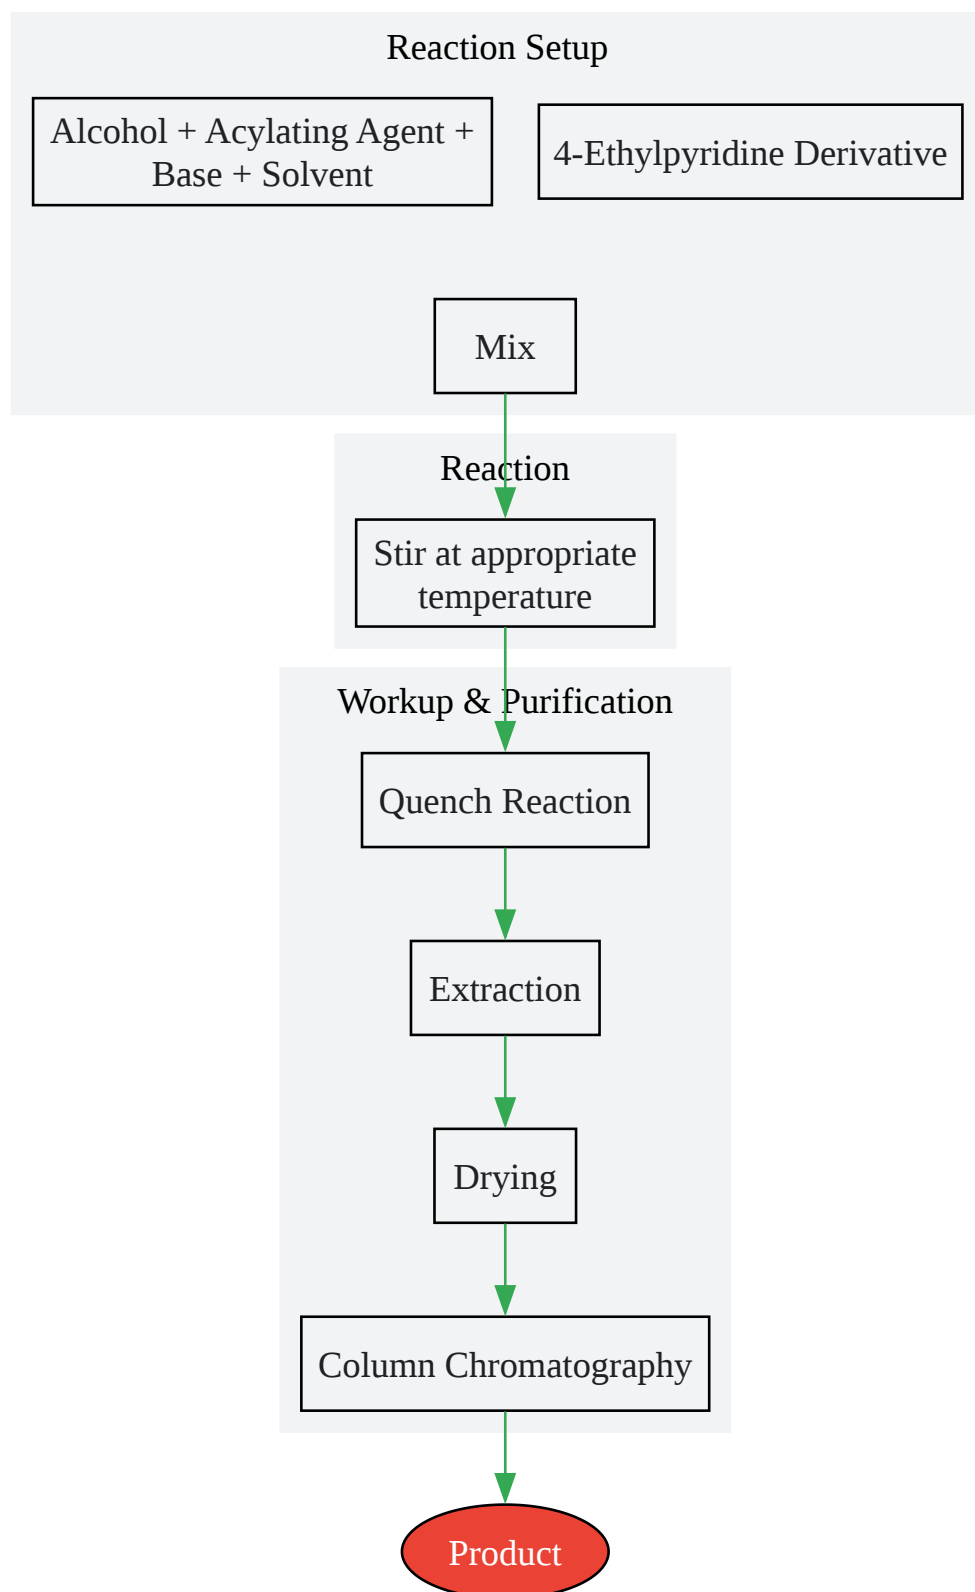 Reaction Setup
Alcohol + Acylating Agent +
Base + Solvent
4-Ethylpyridine Derivative
Mix
Reaction
Stir at appropriate
temperature
Workup & Purification
Quench Reaction
Extraction
Drying
Column Chromatography
Product